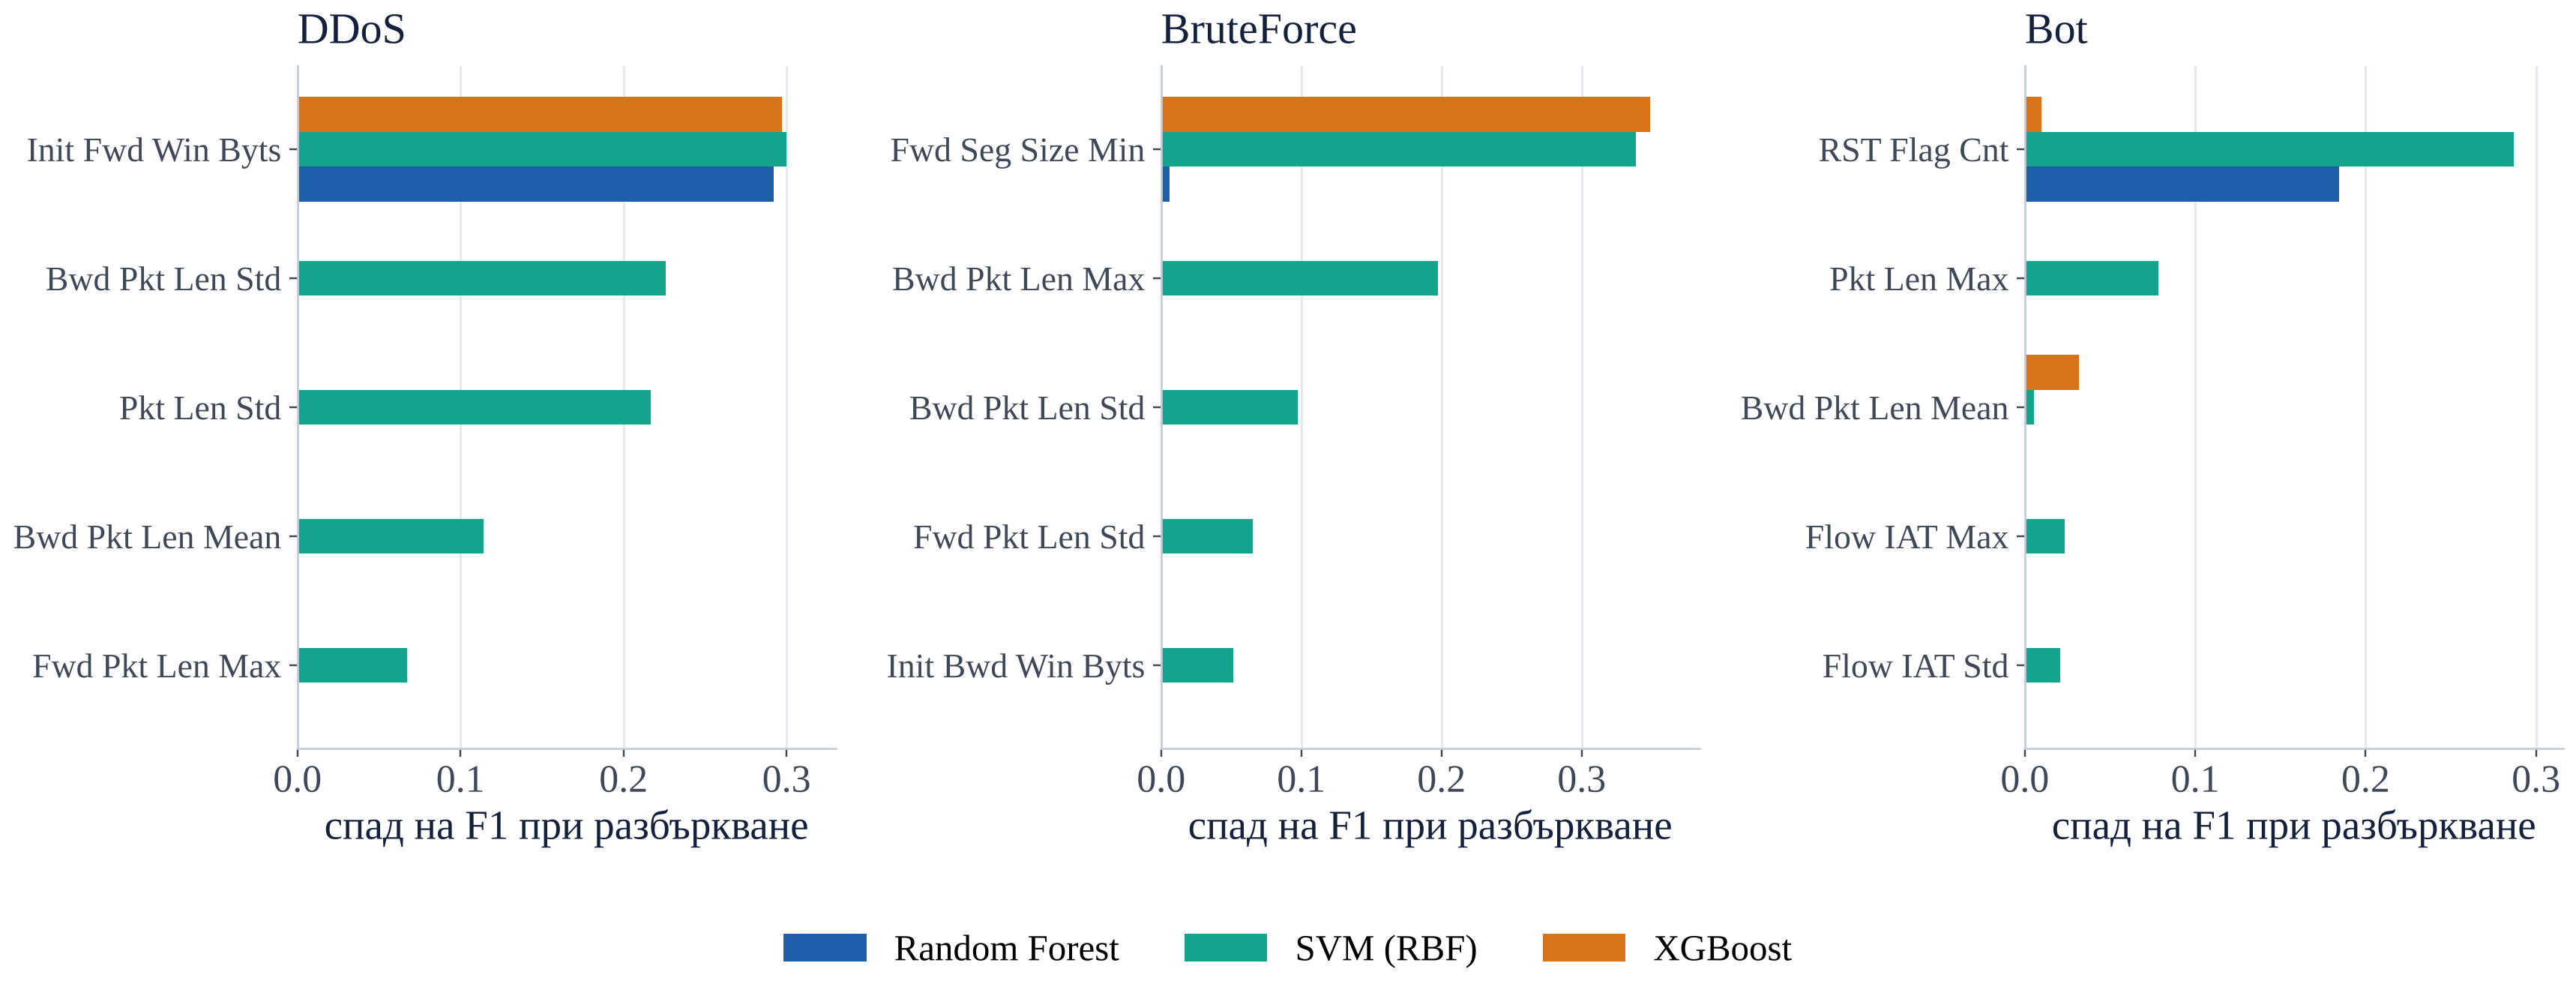 DDoS
Init Fwd Win Byts
Bwd Pkt Len Std
Pkt Len Std
Bwd Pkt Len Mean
Fwd Pkt Len Max
0.0 0.1 0.2 0.3
спад на F1 при разбъркване
BruteForce
Fwd Seg Size Min
Bwd Pkt Len Max
Bwd Pkt Len Std
Fwd Pkt Len Std
Init Bwd Win Byts
0.0 0.1 0.2 0.3
спад на F1 при разбъркване
Bot
RST Flag Cnt
Pkt Len Max
Bwd Pkt Len Mean
Flow IAT Max
Flow IAT Std
0.0 0.1 0.2 0.3
спад на F1 при разбъркване
Random Forest SVM (RBF) XGBoost